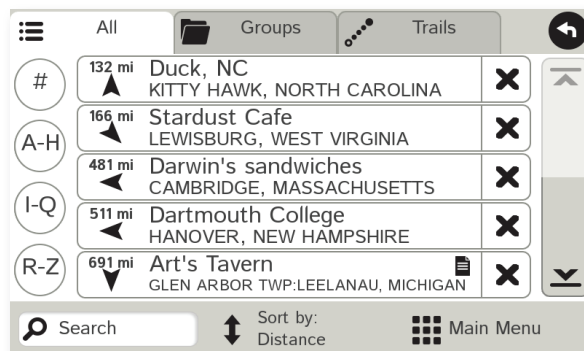 All
Groups
Trails
#
A-H
I-Q
R-Z
132 mi
Duck, NC
KITTY HAWK, NORTH CAROLINA
166 mi
Stardust Cafe
LEWISBURG, WEST VIRGINIA
481 mi
Darwin's sandwiches
CAMBRIDGE, MASSACHUSETTS
511 mi
Dartmouth College
HANOVER, NEW HAMPSHIRE
691 mi
Art's Tavern
GLEN ARBOR TWP:LEELANAU, MICHIGAN
Search
Sort by:
Distance
Main Menu